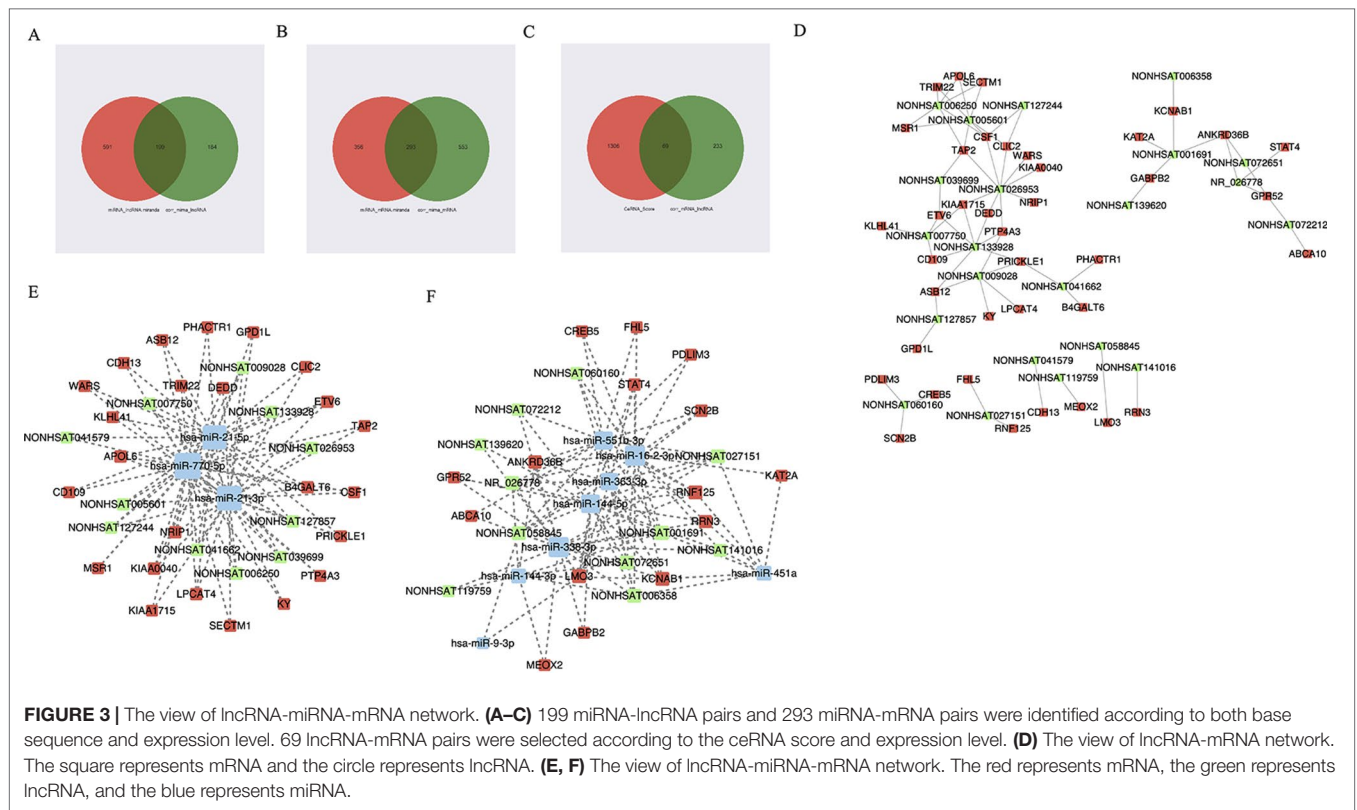 A
B
C
D
501
184
miRNA_lncRNA miranda
398
293
553
miRNA_mRNA miranda
1306
69
233
CeRNA_Score
APOL6
TRIM22
SECTM1
NONHSAT006250
NONHSAT127244
NONHSAT005601
MSR1
CSF1
CLIC2
TAP2
WARS
KIAA0040
NONHSAT039699
NONHSAT026953
KIAA1715
NRIP1
ETV6
DEDD
KLHL41
PTP4A3
NONHSAT007750
NONHSAT133928
CD109
PRICKLE1
PHACTR1
NONHSAT009028
ASB12
NONHSAT041662
LPCAT4
B4GALT6
KY
NONHSAT127857
GPD1L
NONHSAT006358
KCNAB1
KAT2A
ANKRD36B
STAT4
NONHSAT001691
NONHSAT072651
GABPB2
NR_026778
GPR52
NONHSAT139620
NONHSAT072212
ABCA10
NONHSAT058845
NONHSAT041579
NONHSAT141016
PDLIM3
FHL5
NONHSAT119759
CREB5
NONHSAT060160
NONHSAT027151
CDH13
MEOX2
RRN3
RNF125
LMO3
SCN2B
E
PHACTR1
GPD1L
ASB12
CDH13
NONHSAT009028
CLIC2
WARS
TRIM22
DEDD
NONHSAT007750
ETV6
KLHL41
NONHSAT133928
TAP2
NONHSAT041579
hsa-miR-21-5p
NONHSAT026953
APOL6
hsa-miR-770-5p
B4GALT6
CD109
CSF1
NONHSAT005601
hsa-miR-21-3p
NONHSAT127244
NONHSAT127857
NRIP1
PRICKLE1
NONHSAT041662
NONHSAT039699
MSR1
KIAA0040
NONHSAT006250
PTP4A3
LPCAT4
KIAA1715
KY
SECTM1
F
CREB5
FHL5
PDLIM3
NONHSAT060160
STAT4
NONHSAT072212
SCN2B
NONHSAT139620
hsa-miR-551b-3p
hsa-miR-16-2-3p
NONHSAT027151
ANKRD36B
GPR52
KAT2A
NR_026778
hsa-miR-363-3p
RNF125
hsa-miR-144-5p
ABCA10
RRN3
NONHSAT058845
NONHSAT001691
hsa-miR-338-3p
NONHSAT141016
NONHSAT072651
hsa-miR-144-3p
LMO3
KCNAB1
hsa-miR-451a
NONHSAT119759
NONHSAT006358
GABPB2
hsa-miR-9-3p
MEOX2
FIGURE 3 | The view of lncRNA-miRNA-mRNA network. (A–C) 199 miRNA-lncRNA pairs and 293 miRNA-mRNA pairs were identified according to both base
sequence and expression level. 69 lncRNA-mRNA pairs were selected according to the ceRNA score and expression level. (D) The view of lncRNA-mRNA network.
The square represents mRNA and the circle represents lncRNA. (E, F) The view of lncRNA-miRNA-mRNA network. The red represents mRNA, the green represents
lncRNA, and the blue represents miRNA.